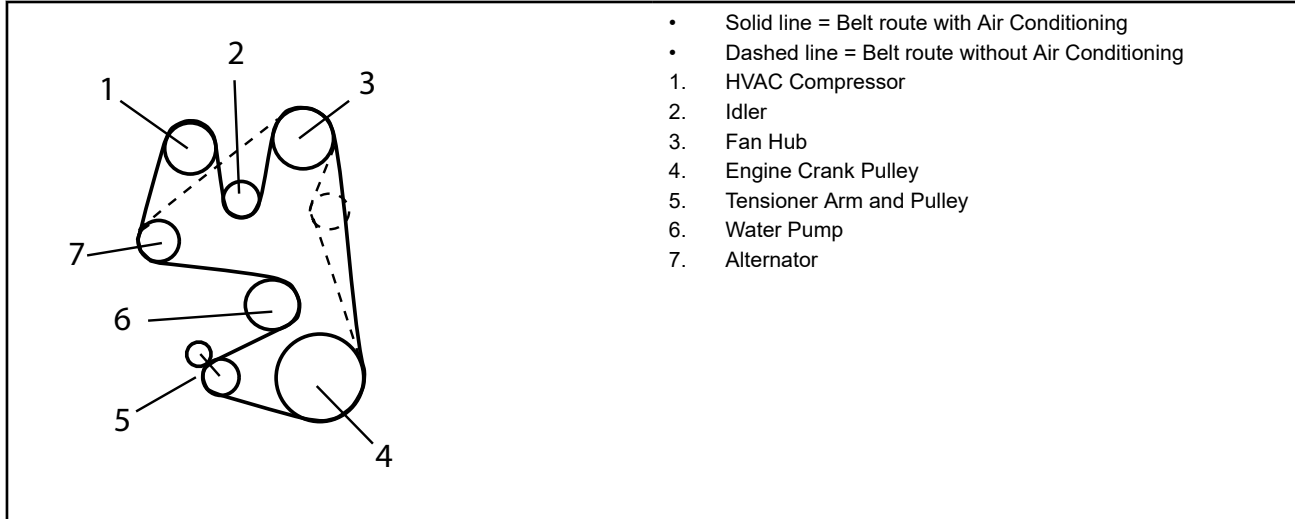 2
1
3
7
6
5
4
• Solid line = Belt route with Air Conditioning
• Dashed line = Belt route without Air Conditioning
1. HVAC Compressor
2. Idler
3. Fan Hub
4. Engine Crank Pulley
5. Tensioner Arm and Pulley
6. Water Pump
7. Alternator